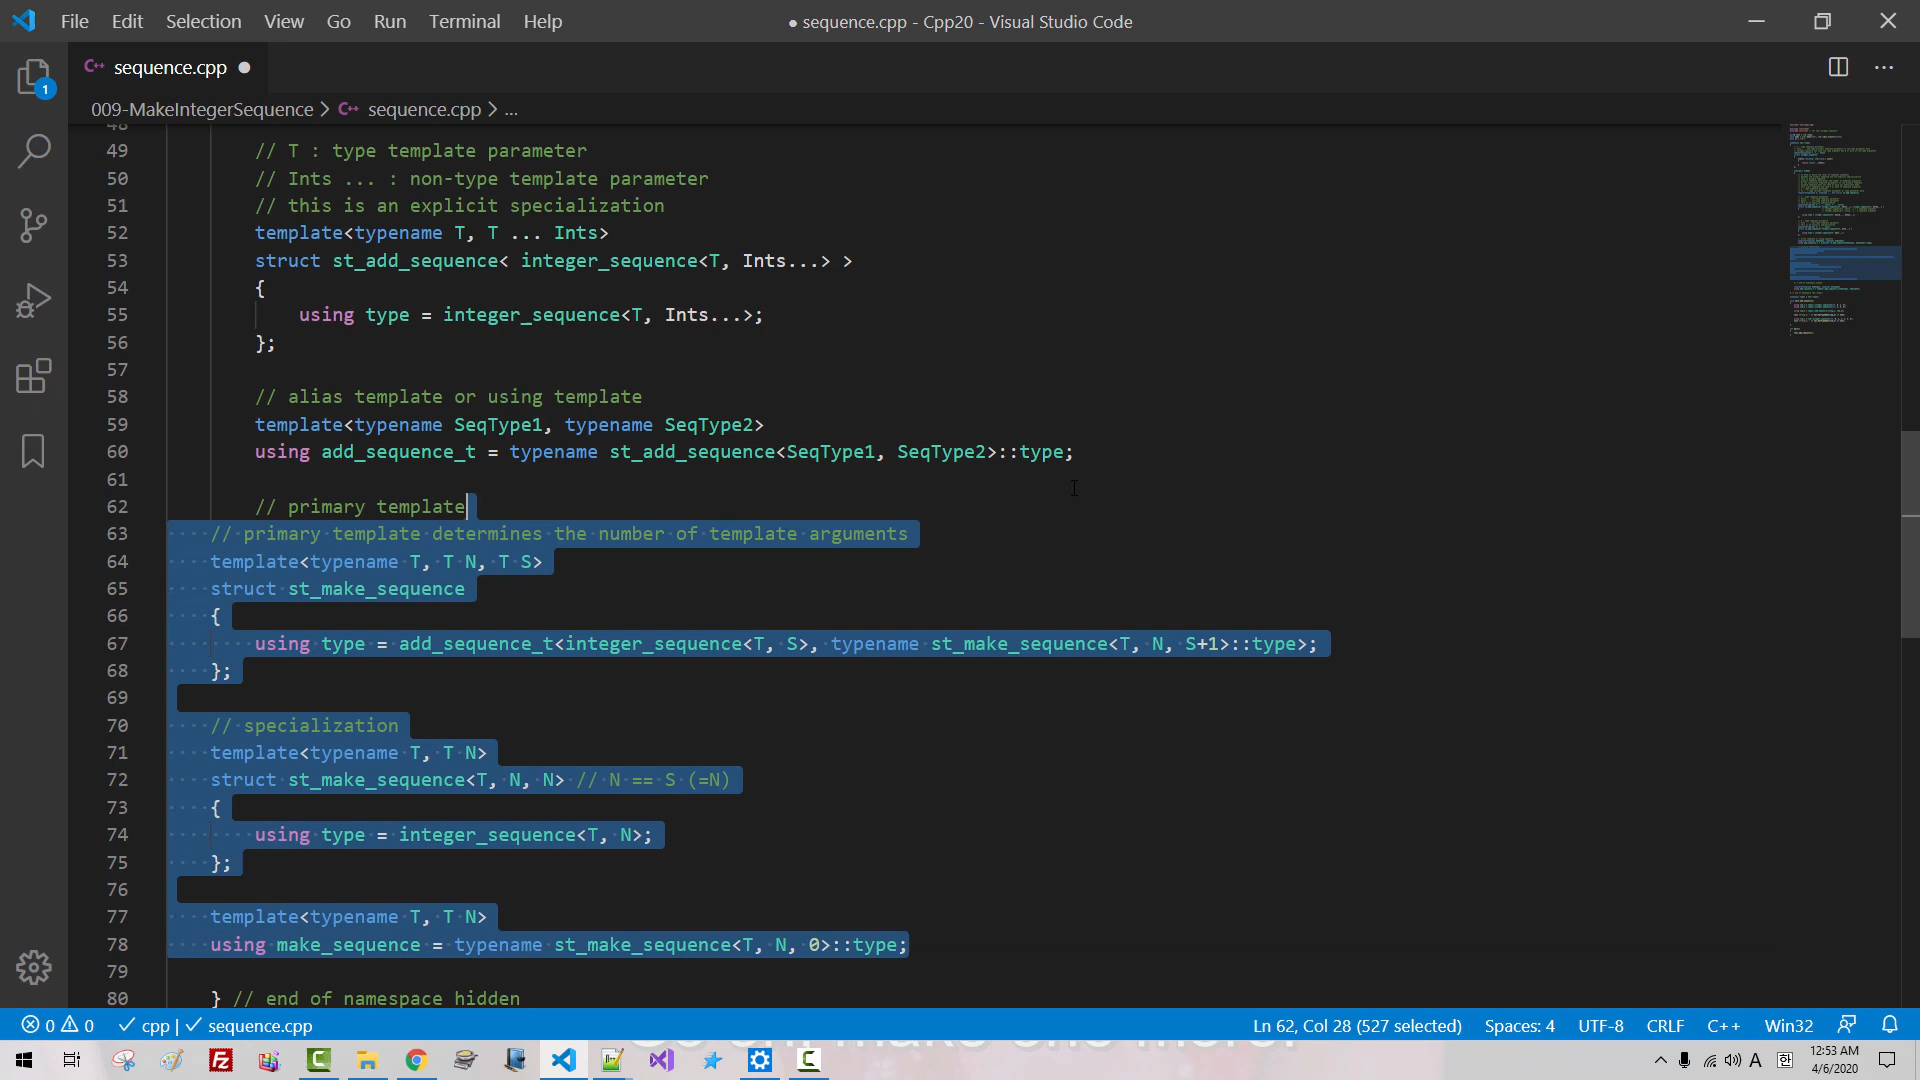 File Edit Selection View Go Run Terminal Help
● sequence.cpp - Cpp20 - Visual Studio Code
C++ sequence.cpp ●
1
009-MakeIntegerSequence > C++ sequence.cpp > ...
48
49 // T : type template parameter
50 // Ints ... : non-type template parameter
51 // this is an explicit specialization
52 template<typename T, T ... Ints>
53 struct st_add_sequence< integer_sequence<T, Ints...> >
54 {
55 using type = integer_sequence<T, Ints...>;
56 };
57
58 // alias template or using template
59 template<typename SeqType1, typename SeqType2>
60 using add_sequence_t = typename st_add_sequence<SeqType1, SeqType2>::type;
61
62 // primary template
63 // primary template determines the number of template arguments
64 template<typename T, T N, T S>
65 struct st_make_sequence
66 {
67 using type = add_sequence_t<integer_sequence<T, S>, typename st_make_sequence<T, N, S+1>::type>;
68 };
69
70 // specialization
71 template<typename T, T N>
72 struct st_make_sequence<T, N, N> // N == S (=N)
73 {
74 using type = integer_sequence<T, N>;
75 };
76
77 template<typename T, T N>
78 using make_sequence = typename st_make_sequence<T, N, 0>::type;
79
80 } // end of namespace hidden
0 0 cpp | sequence.cpp
Ln 62, Col 28 (527 selected) Spaces: 4 UTF-8 CRLF C++ Win32
A 한 12:53 AM
4/6/2020